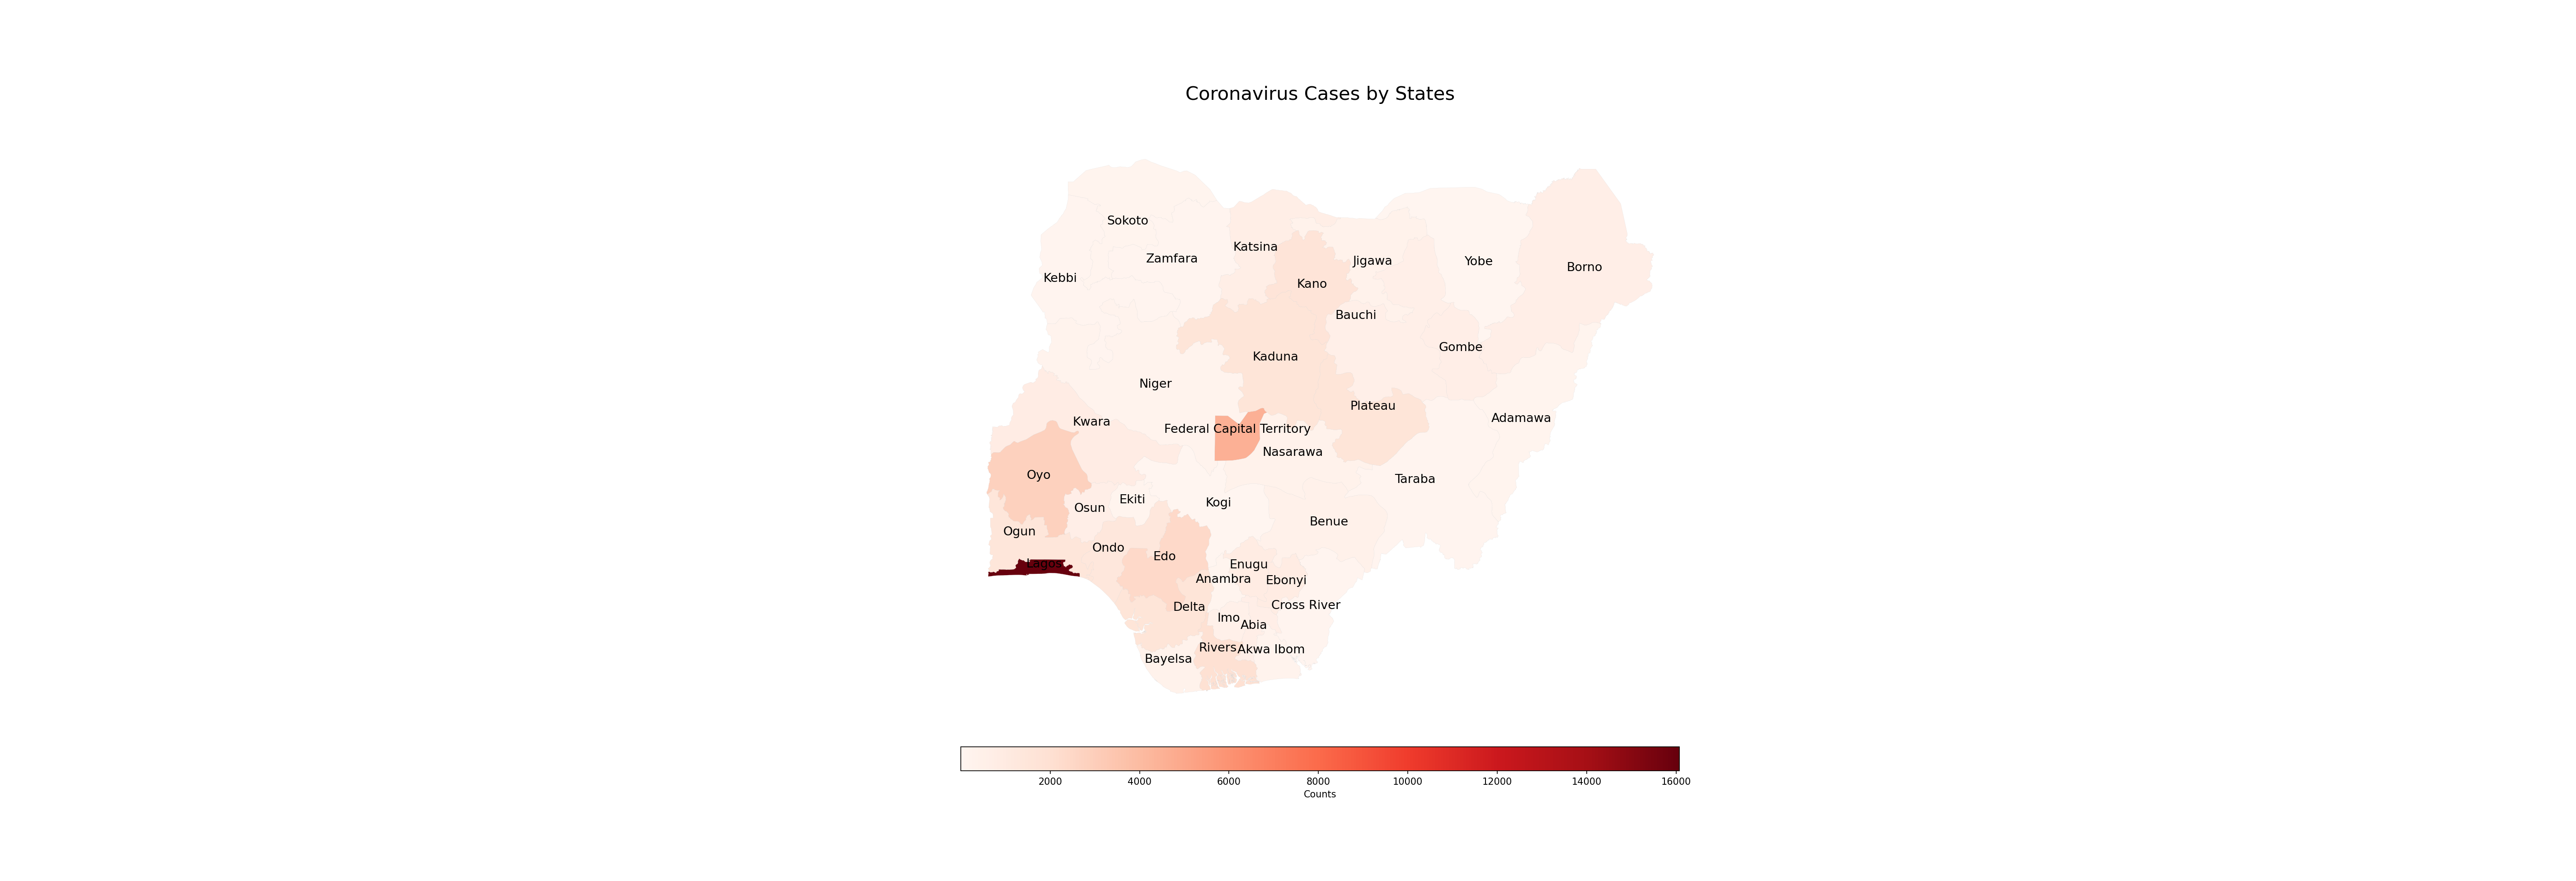 Coronavirus Cases by States
Sokoto
Katsina
Zamfara
Jigawa
Yobe
Borno
Kebbi
Kano
Bauchi
Gombe
Kaduna
Niger
Plateau
Adamawa
Kwara
Federal Capital Territory
Nasarawa
Oyo
Taraba
Ekiti
Kogi
Osun
Benue
Ogun
Ondo
Edo
Lagos
Enugu
Anambra
Ebonyi
Delta
Cross River
Imo
Abia
Rivers
Akwa Ibom
Bayelsa
2000 4000 6000 8000 10000 12000 14000 16000
Counts